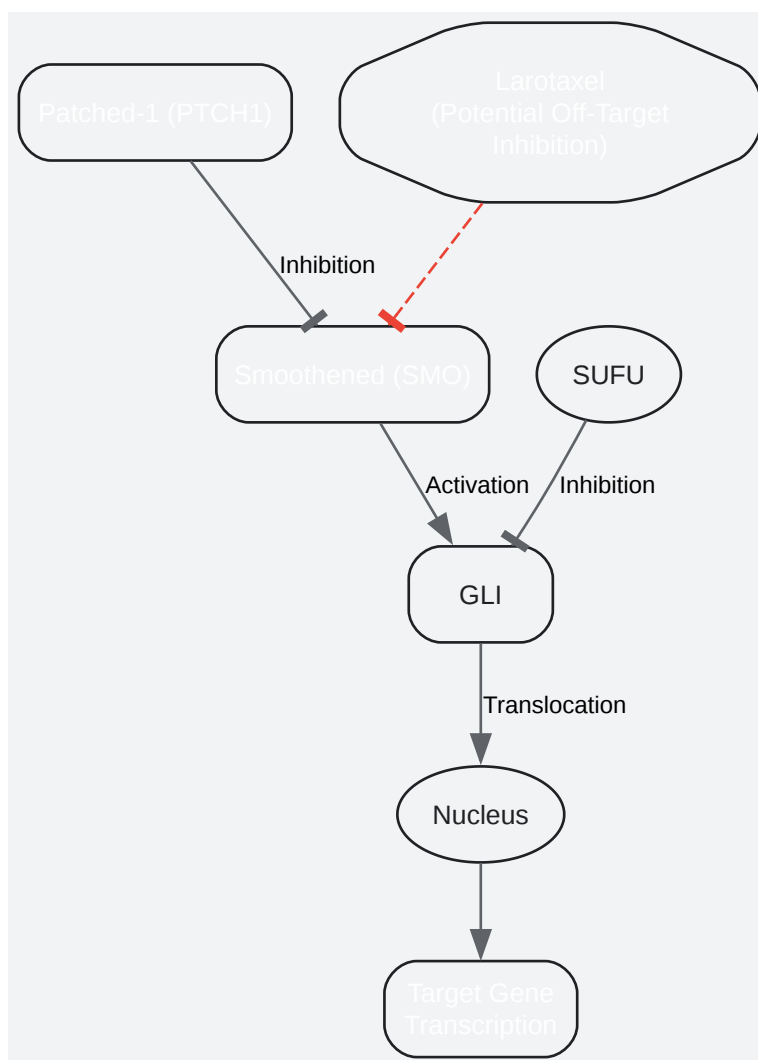 Patched-1 (PTCH1)
Larotaxel
(Potential Off-Target
Inhibition)
Inhibition
Smoothened (SMO)
SUFU
Activation
Inhibition
GLI
Translocation
Nucleus
Target Gene
Transcription